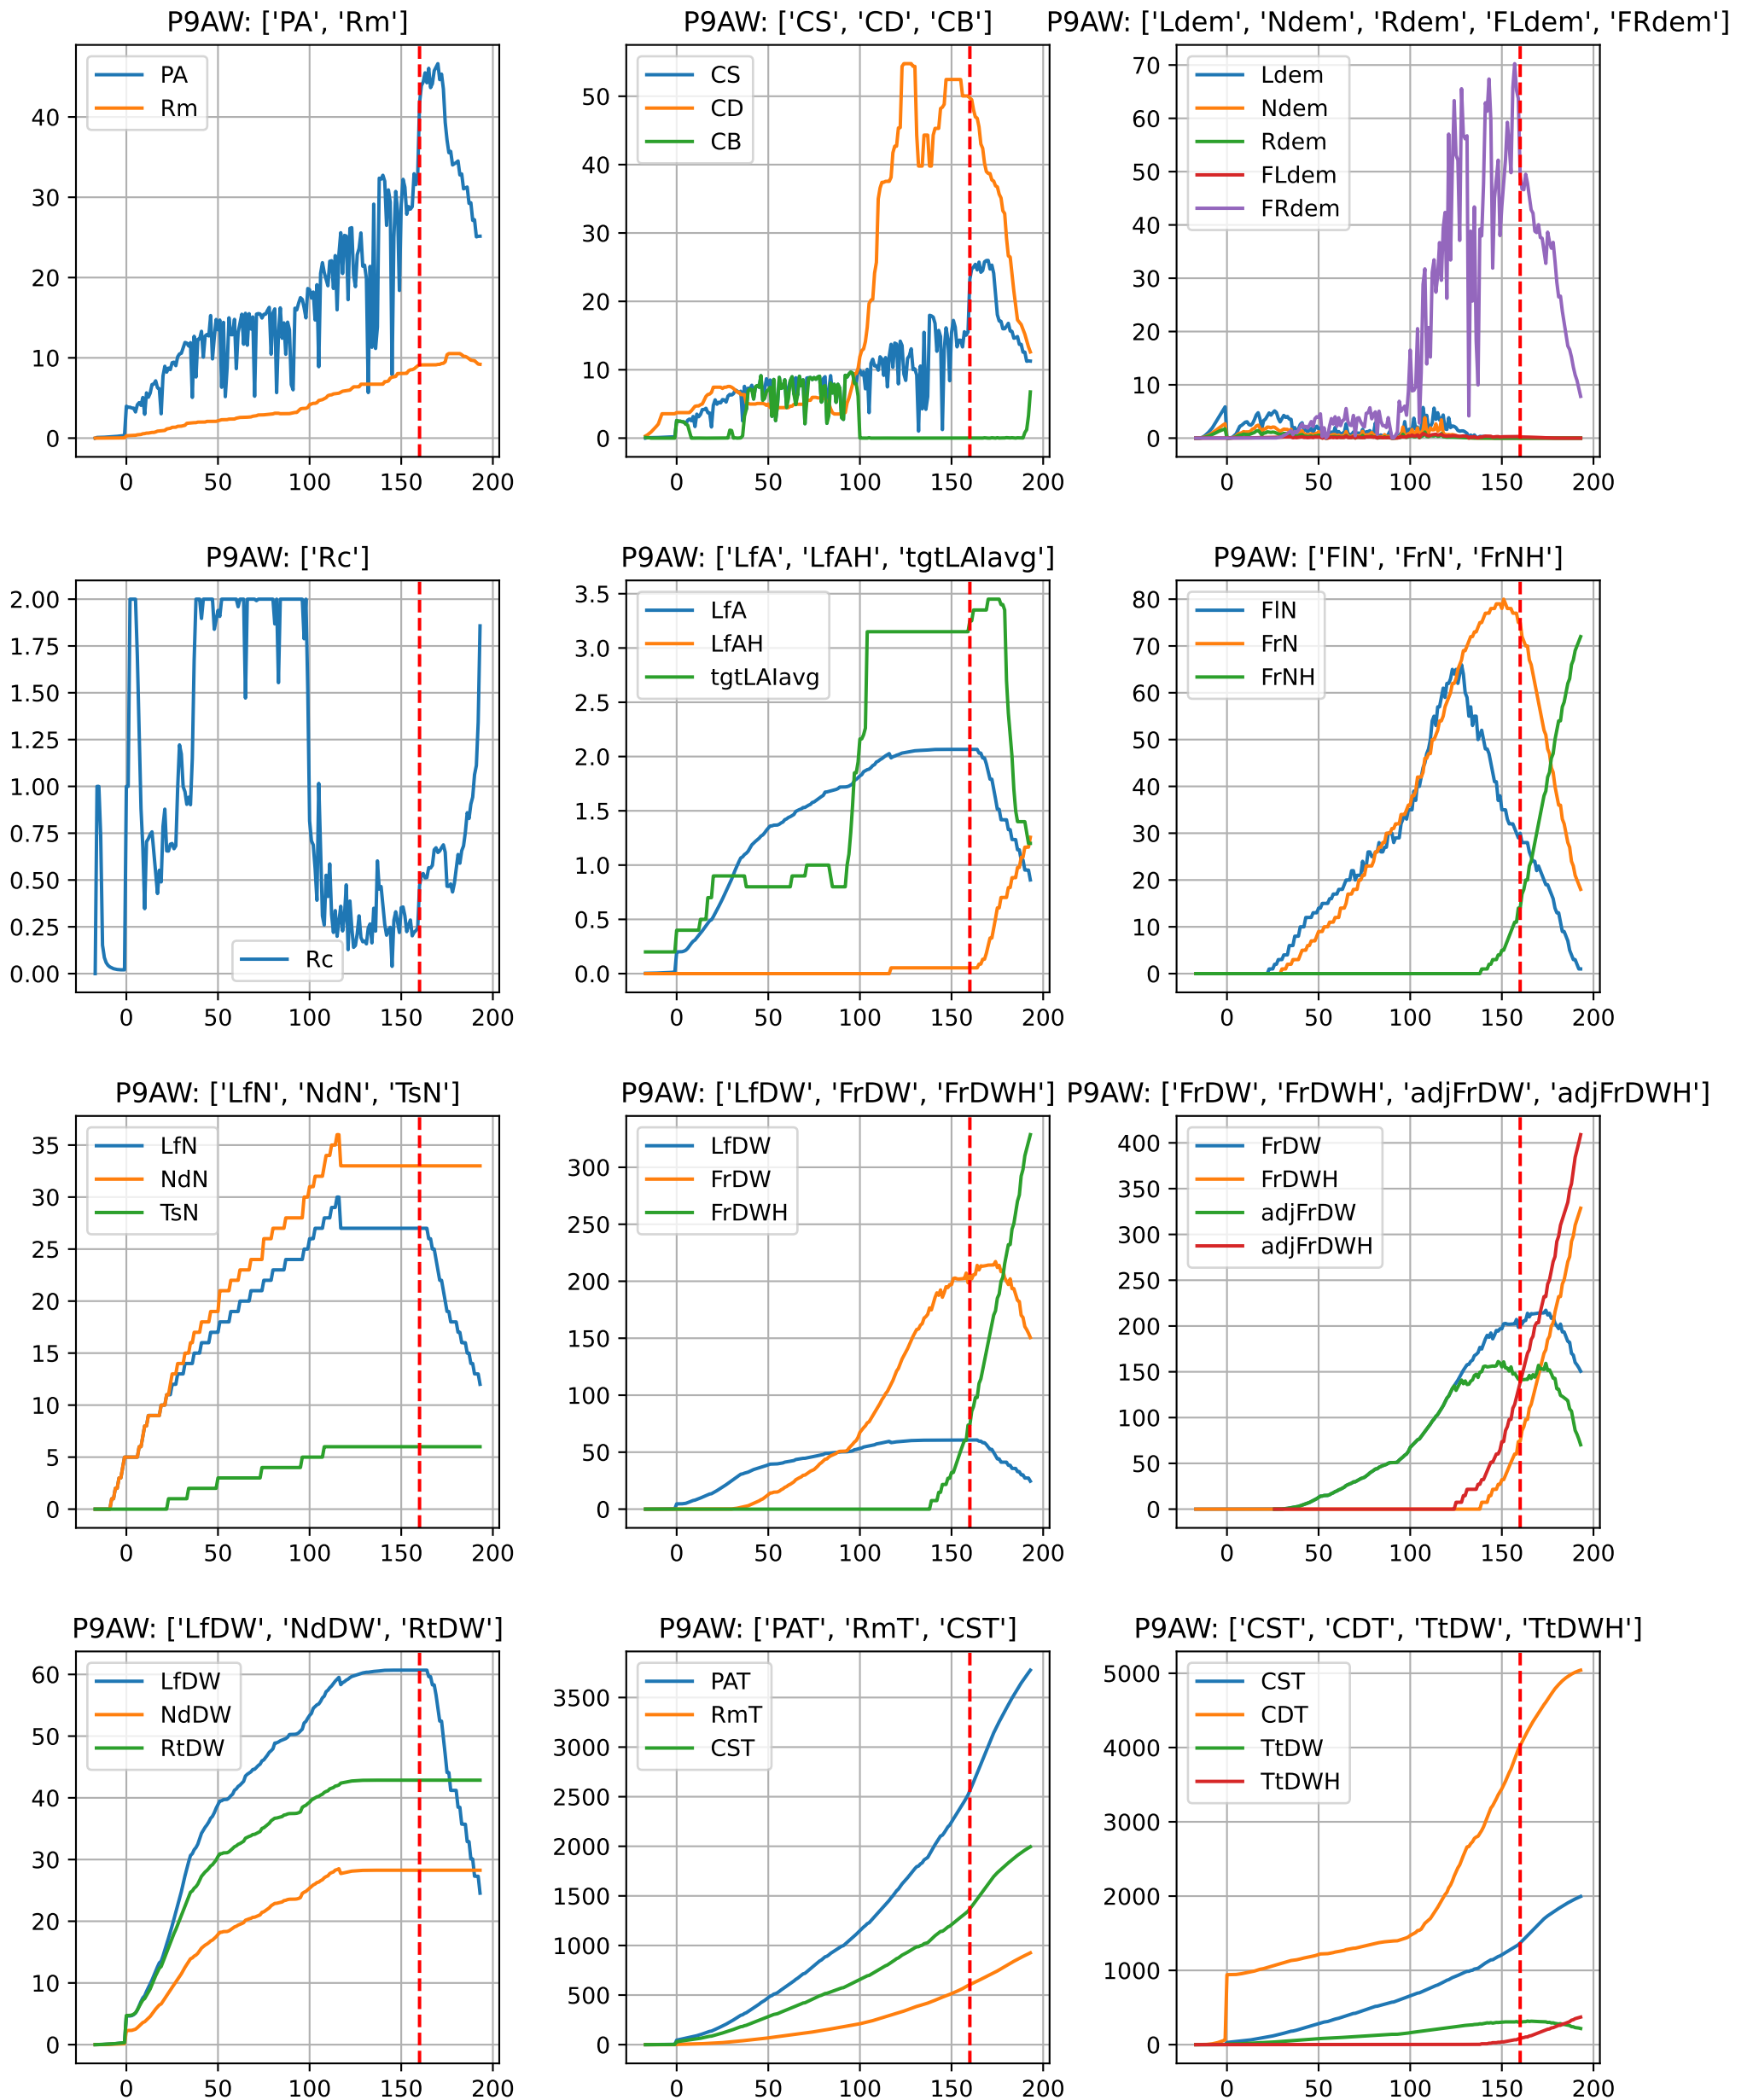 P9AW: ['PA', 'Rm']
PA
Rm
40
30
20
10
0
0 50 100 150 200
P9AW: ['CS', 'CD', 'CB']
CS
CD
CB
50
40
30
20
10
0
0 50 100 150 200
P9AW: ['Ldem', 'Ndem', 'Rdem', 'FLdem', 'FRdem']
Ldem
Ndem
Rdem
FLdem
FRdem
70
60
50
40
30
20
10
0
0 50 100 150 200
P9AW: ['Rc']
2.00
1.75
1.50
1.25
1.00
0.75
0.50
0.25
0.00
Rc
0 50 100 150 200
P9AW: ['LfA', 'LfAH', 'tgtLAIavg']
LfA
LfAH
tgtLAIavg
3.5
3.0
2.5
2.0
1.5
1.0
0.5
0.0
0 50 100 150 200
P9AW: ['FlN', 'FrN', 'FrNH']
FlN
FrN
FrNH
80
70
60
50
40
30
20
10
0
0 50 100 150 200
P9AW: ['LfN', 'NdN', 'TsN']
LfN
NdN
TsN
35
30
25
20
15
10
5
0
0 50 100 150 200
P9AW: ['LfDW', 'FrDW', 'FrDWH']
LfDW
FrDW
FrDWH
300
250
200
150
100
50
0
0 50 100 150 200
P9AW: ['FrDW', 'FrDWH', 'adjFrDW', 'adjFrDWH']
FrDW
FrDWH
adjFrDW
adjFrDWH
400
350
300
250
200
150
100
50
0
0 50 100 150 200
P9AW: ['LfDW', 'NdDW', 'RtDW']
LfDW
NdDW
RtDW
60
50
40
30
20
10
0
0 50 100 150 200
P9AW: ['PAT', 'RmT', 'CST']
PAT
RmT
CST
3500
3000
2500
2000
1500
1000
500
0
0 50 100 150 200
P9AW: ['CST', 'CDT', 'TtDW', 'TtDWH']
CST
CDT
TtDW
TtDWH
5000
4000
3000
2000
1000
0
0 50 100 150 200